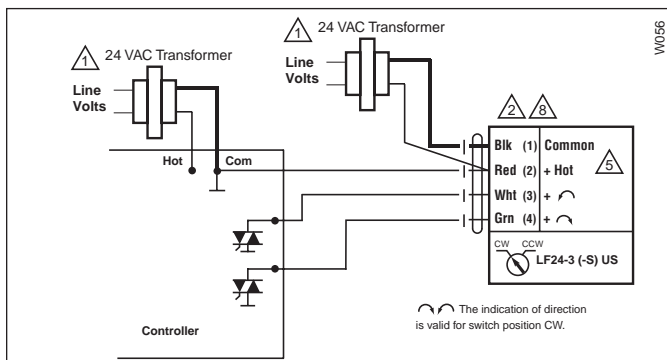 W056
1 24 VAC Transformer
Line
Volts
1 24 VAC Transformer
Line
Volts
Hot Com
2 8
Blk (1) Common
Red (2) + Hot
5
Wht (3) +
Grn (4) +
CW CCW
LF24-3 (-S) US
The indication of direction
is valid for switch position CW.
Controller